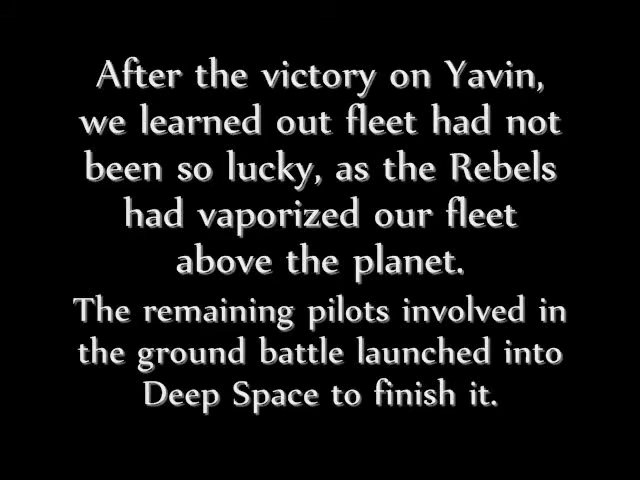 After the victory on Yavin,
we learned out fleet had not
been so lucky, as the Rebels
had vaporized our fleet
above the planet.
The remaining pilots involved in
the ground battle launched into
Deep Space to finish it.